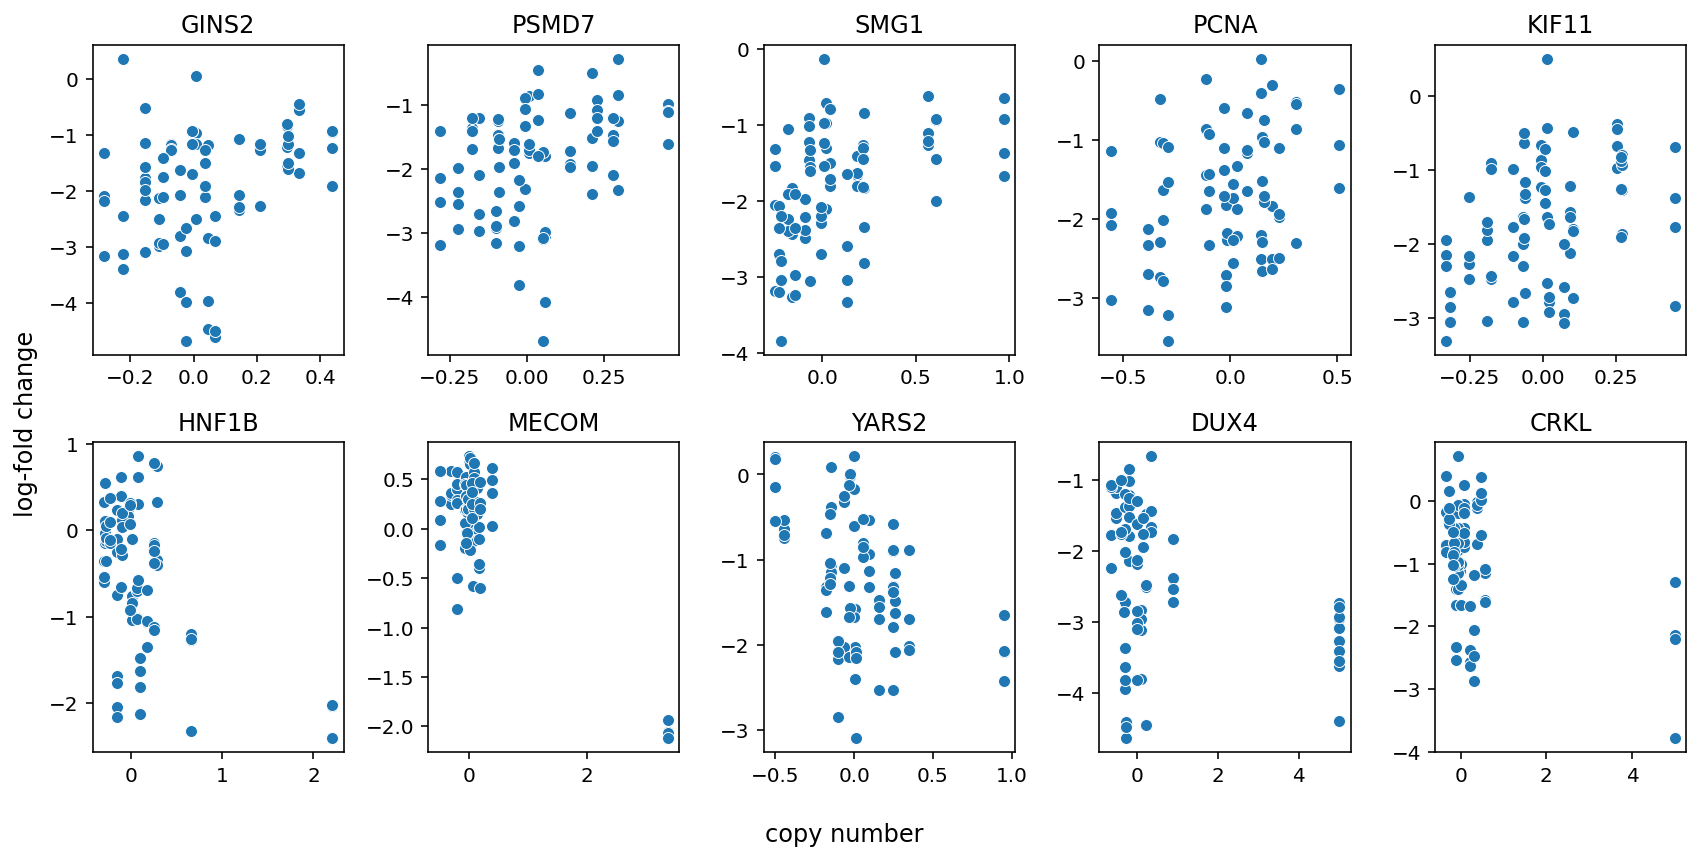 GINS2 PSMD7 SMG1 PCNA KIF11
0 −1 −2 −3 −4
−1 −2 −3 −4
0 −1 −2 −3 −4
0 −1 −2 −3
0 −1 −2 −3
−0.2 0.0 0.2 0.4
−0.25 0.00 0.25
0.0 0.5 1.0
−0.5 0.0 0.5
−0.25 0.00 0.25
log-fold change
HNF1B MECOM YARS2 DUX4 CRKL
1 0 −1 −2
0.5 0.0 −0.5 −1.0 −1.5 −2.0
0 −1 −2 −3
−1 −2 −3 −4
0 −1 −2 −3 −4
0 1 2
0 2
−0.5 0.0 0.5 1.0
0 2 4
0 2 4
copy number